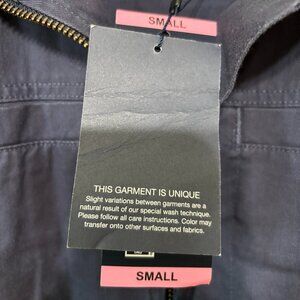 SMALL
THIS GARMENT IS UNIQUE
Slight variations between garments are a
natural result of our special wash technique.
Please follow all care instructions. Color may
transfer onto other surfaces and fabrics.
SMALL